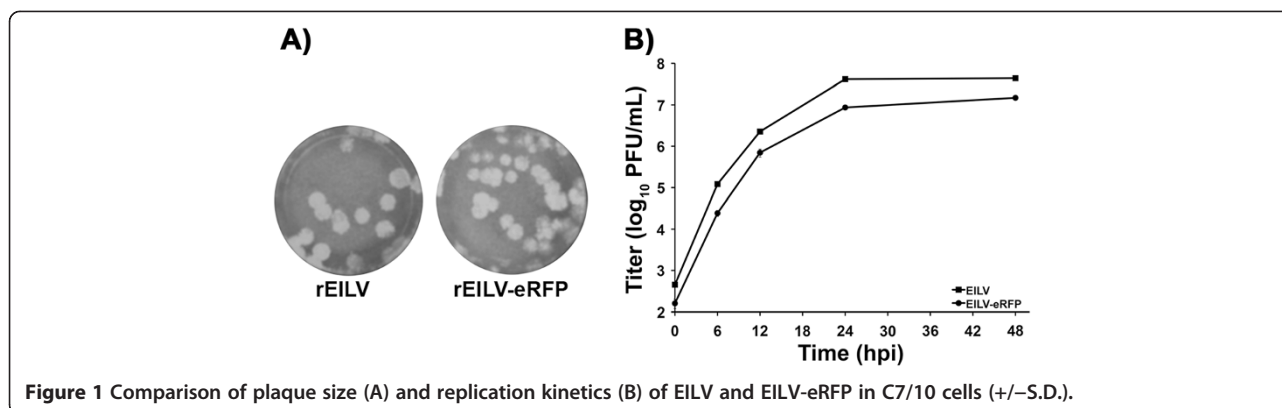 A)
rEILV
rEILV-eRFP
B)
Titer (log10 PFU/mL)
8
7
6
5
4
3
2
0 6 12 24 30 36 42 48
Time (hpi)
EILV
EILV-eRFP
Figure 1 Comparison of plaque size (A) and replication kinetics (B) of EILV and EILV-eRFP in C7/10 cells (+/−S.D.).